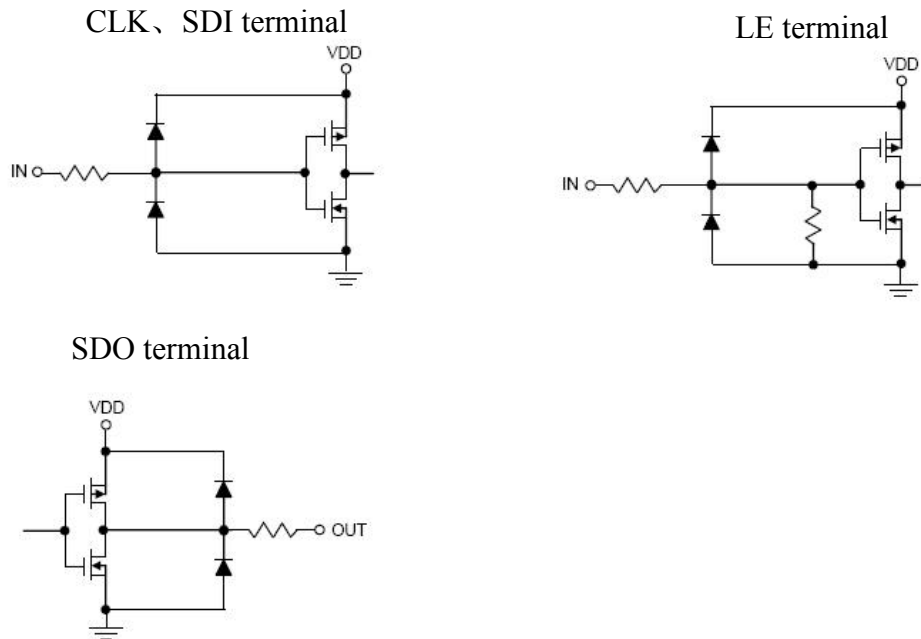 CLK、SDI terminal
VDD
IN
LE terminal
VDD
IN
SDO terminal
VDD
OUT